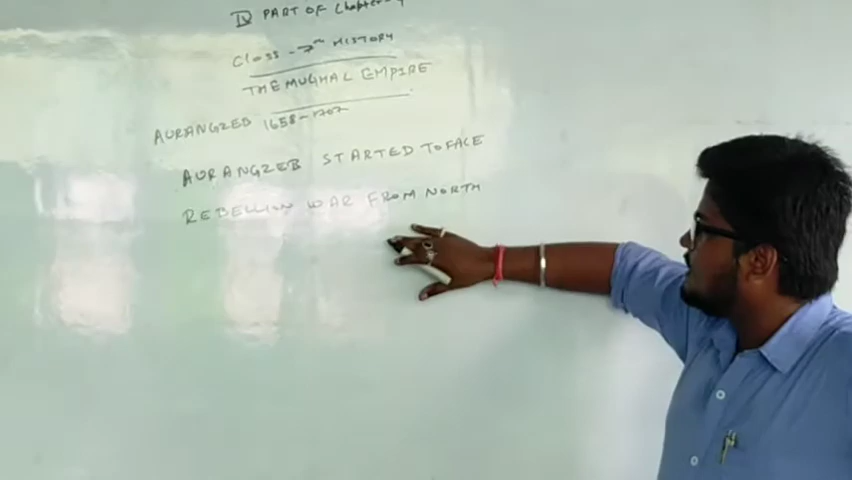 IV PART OF Chapter-4
Class - 7th HISTORY
THE MUGHAL EMPIRE
AURANGZEB 1658-1707
AURANGZEB STARTED TO FACE
REBELLION WAR FROM NORTH